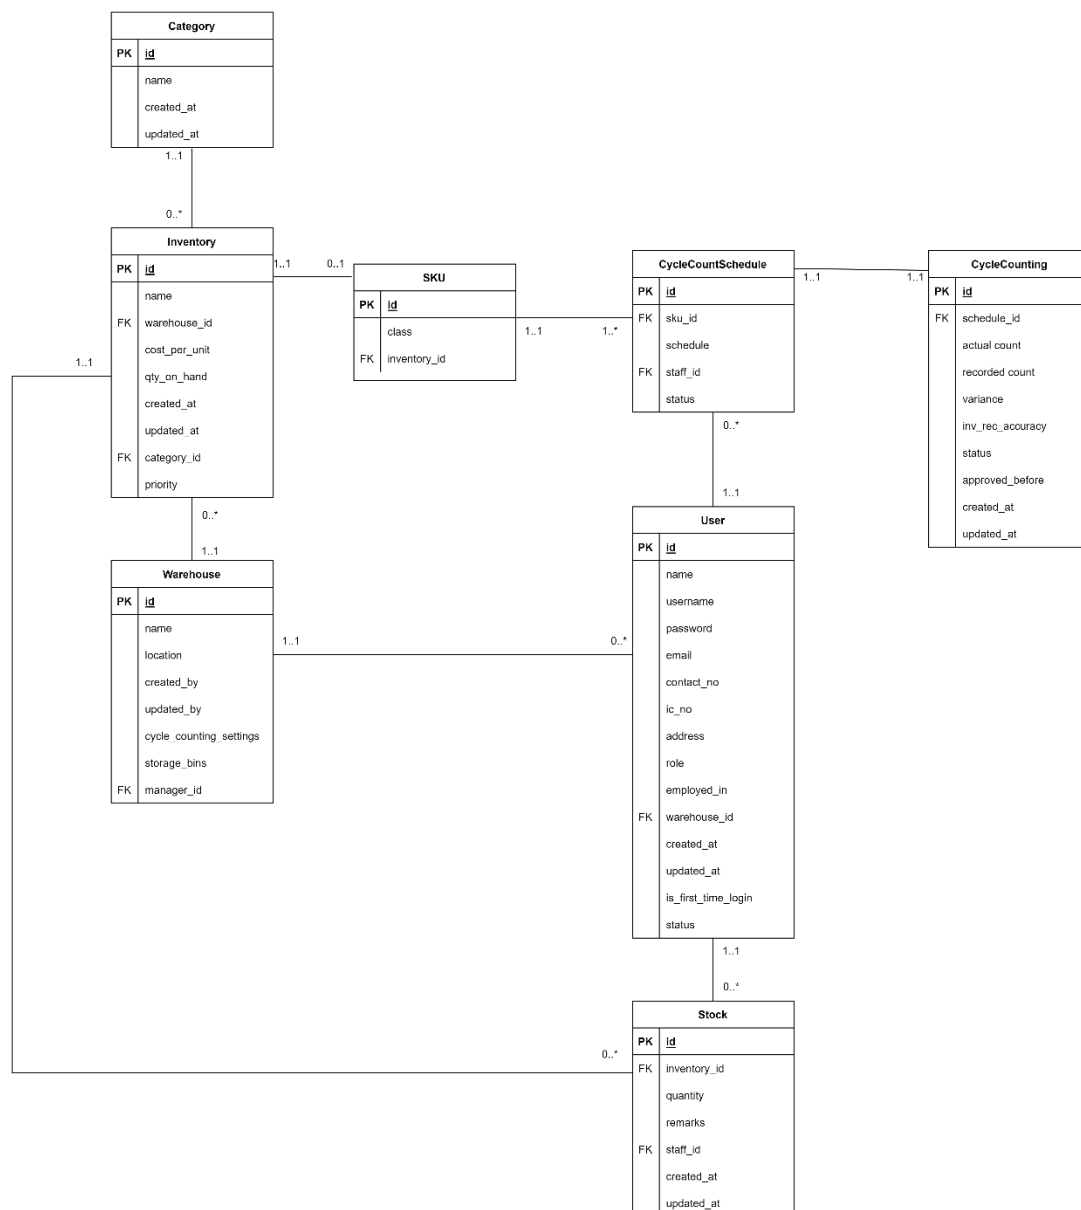 Category
PK id
name
created_at
updated_at
1..1
0..*
Inventory
PK id
name
FK warehouse_id
cost_per_unit
qty_on_hand
created_at
updated_at
FK category_id
priority
1..1
0..1
1..1
SKU
PK id
class
FK inventory_id
1..1
1..*
CycleCountSchedule
PK id
FK sku_id
schedule
FK staff_id
status
1..1
1..1
CycleCounting
PK id
FK schedule_id
actual count
recorded count
variance
inv_rec_accuracy
status
approved_before
created_at
updated_at
0..*
1..1
0..*
1..1
Warehouse
PK id
name
location
created_by
updated_by
cycle_counting_settings
storage_bins
FK manager_id
1..1
0..*
User
PK id
name
username
password
email
contact_no
ic_no
address
role
employed_in
FK warehouse_id
created_at
updated_at
is_first_time_login
status
1..1
0..*
0..*
Stock
PK id
FK inventory_id
quantity
remarks
FK staff_id
created_at
updated_at